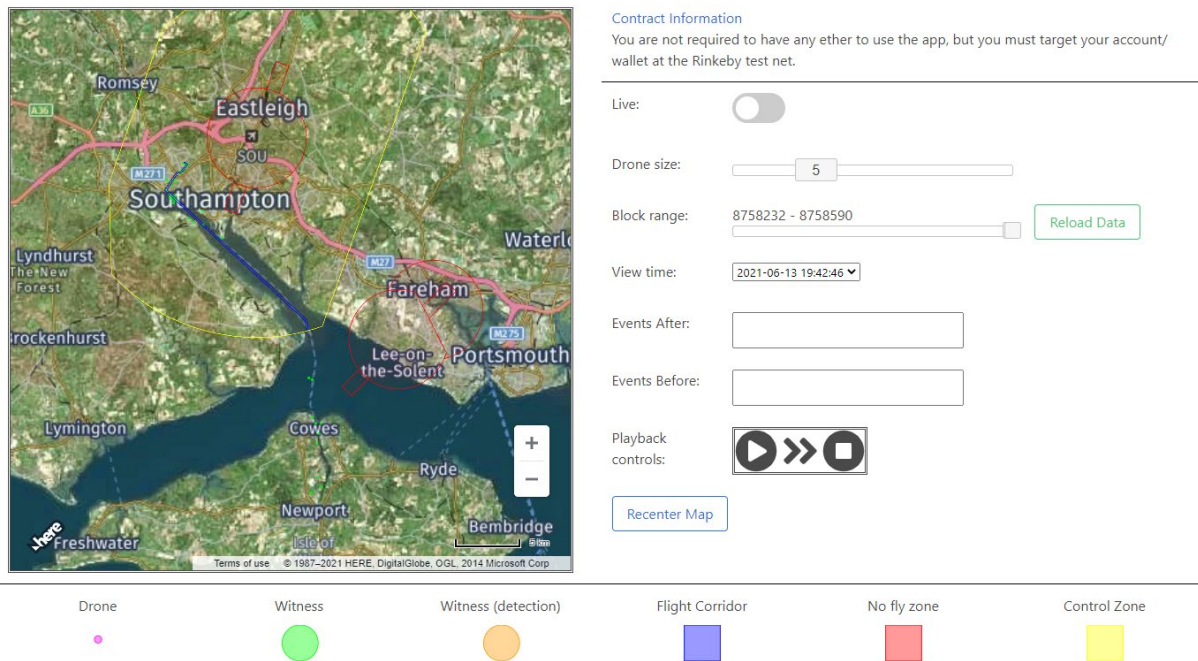 Romsey
A36
Eastleigh
SOU
M271
Southampton
Lyndhurst
The New
Forest
Waterl
M27
Fareham
M275
Brockenhurst
Lee-on-
the-Solent
Portsmouth
Lymington
Cowes
Ryde
Newport
Bembridge
Isle of
here
Freshwater
5 km
+
−
Terms of use © 1987–2021 HERE, DigitalGlobe, OGL, 2014 Microsoft Corp
Contract Information
You are not required to have any ether to use the app, but you must target your account/
wallet at the Rinkeby test net.
Live:
Drone size:
5
Block range:
8758232 - 8758590
Reload Data
View time:
2021-06-13 19:42:46
Events After:
Events Before:
Playback
controls:
Recenter Map
Drone
Witness
Witness (detection)
Flight Corridor
No fly zone
Control Zone